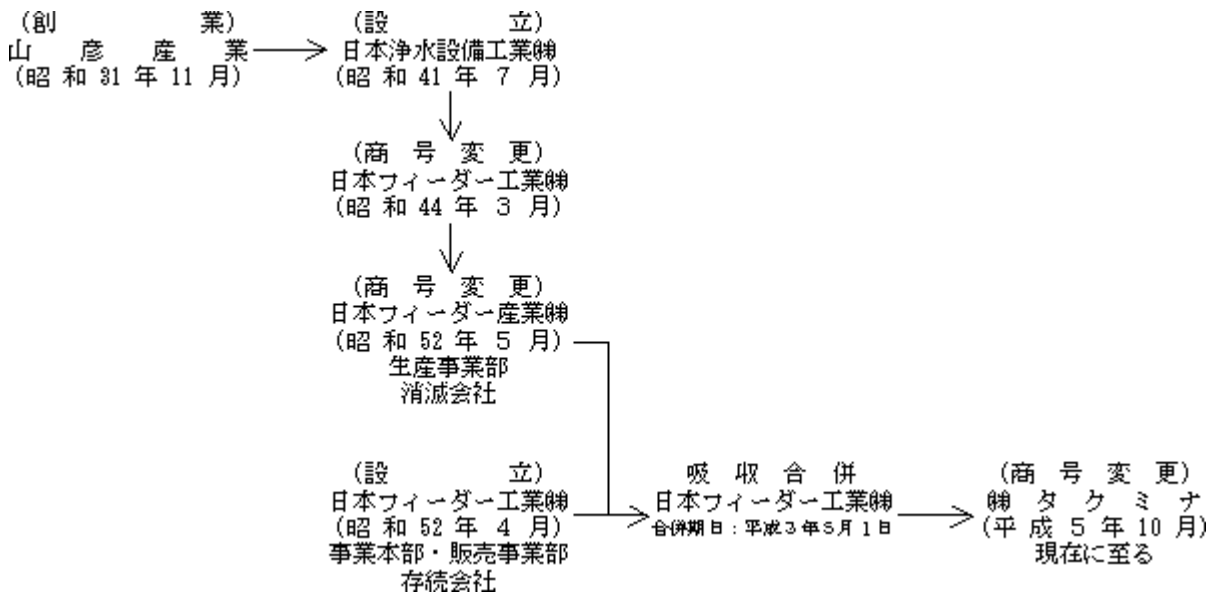 (創業)
山彦産業
(昭和31年11月)
(設立)
日本浄水設備工業㈱
(昭和41年7月)
(商号変更)
日本フィーダー工業㈱
(昭和44年3月)
(商号変更)
日本フィーダー産業㈱
(昭和52年5月)
生産事業部
消滅会社
(設立)
日本フィーダー工業㈱
(昭和52年4月)
事業本部・販売事業部
存続会社
吸収合併
日本フィーダー工業㈱
合併期日:平成3年5月1日
(商号変更)
㈱タクミナ
(平成5年10月)
現在に至る